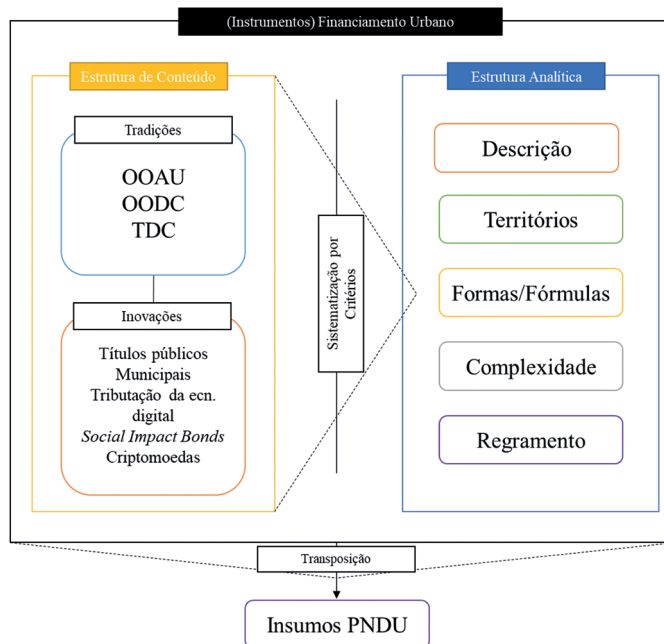 (Instrumentos) Financiamento Urbano
Estrutura de Conteúdo
Tradições
OOAU
OODC
TDC
Inovações
Títulos públicos
Municipais
Tributação da ecn.
digital
Social Impact Bonds
Criptomoedas
Sistematização por
Critérios
Estrutura Analítica
Descrição
Territórios
Formas/Fórmulas
Complexidade
Regramento
Transposição
Insumos PNDU